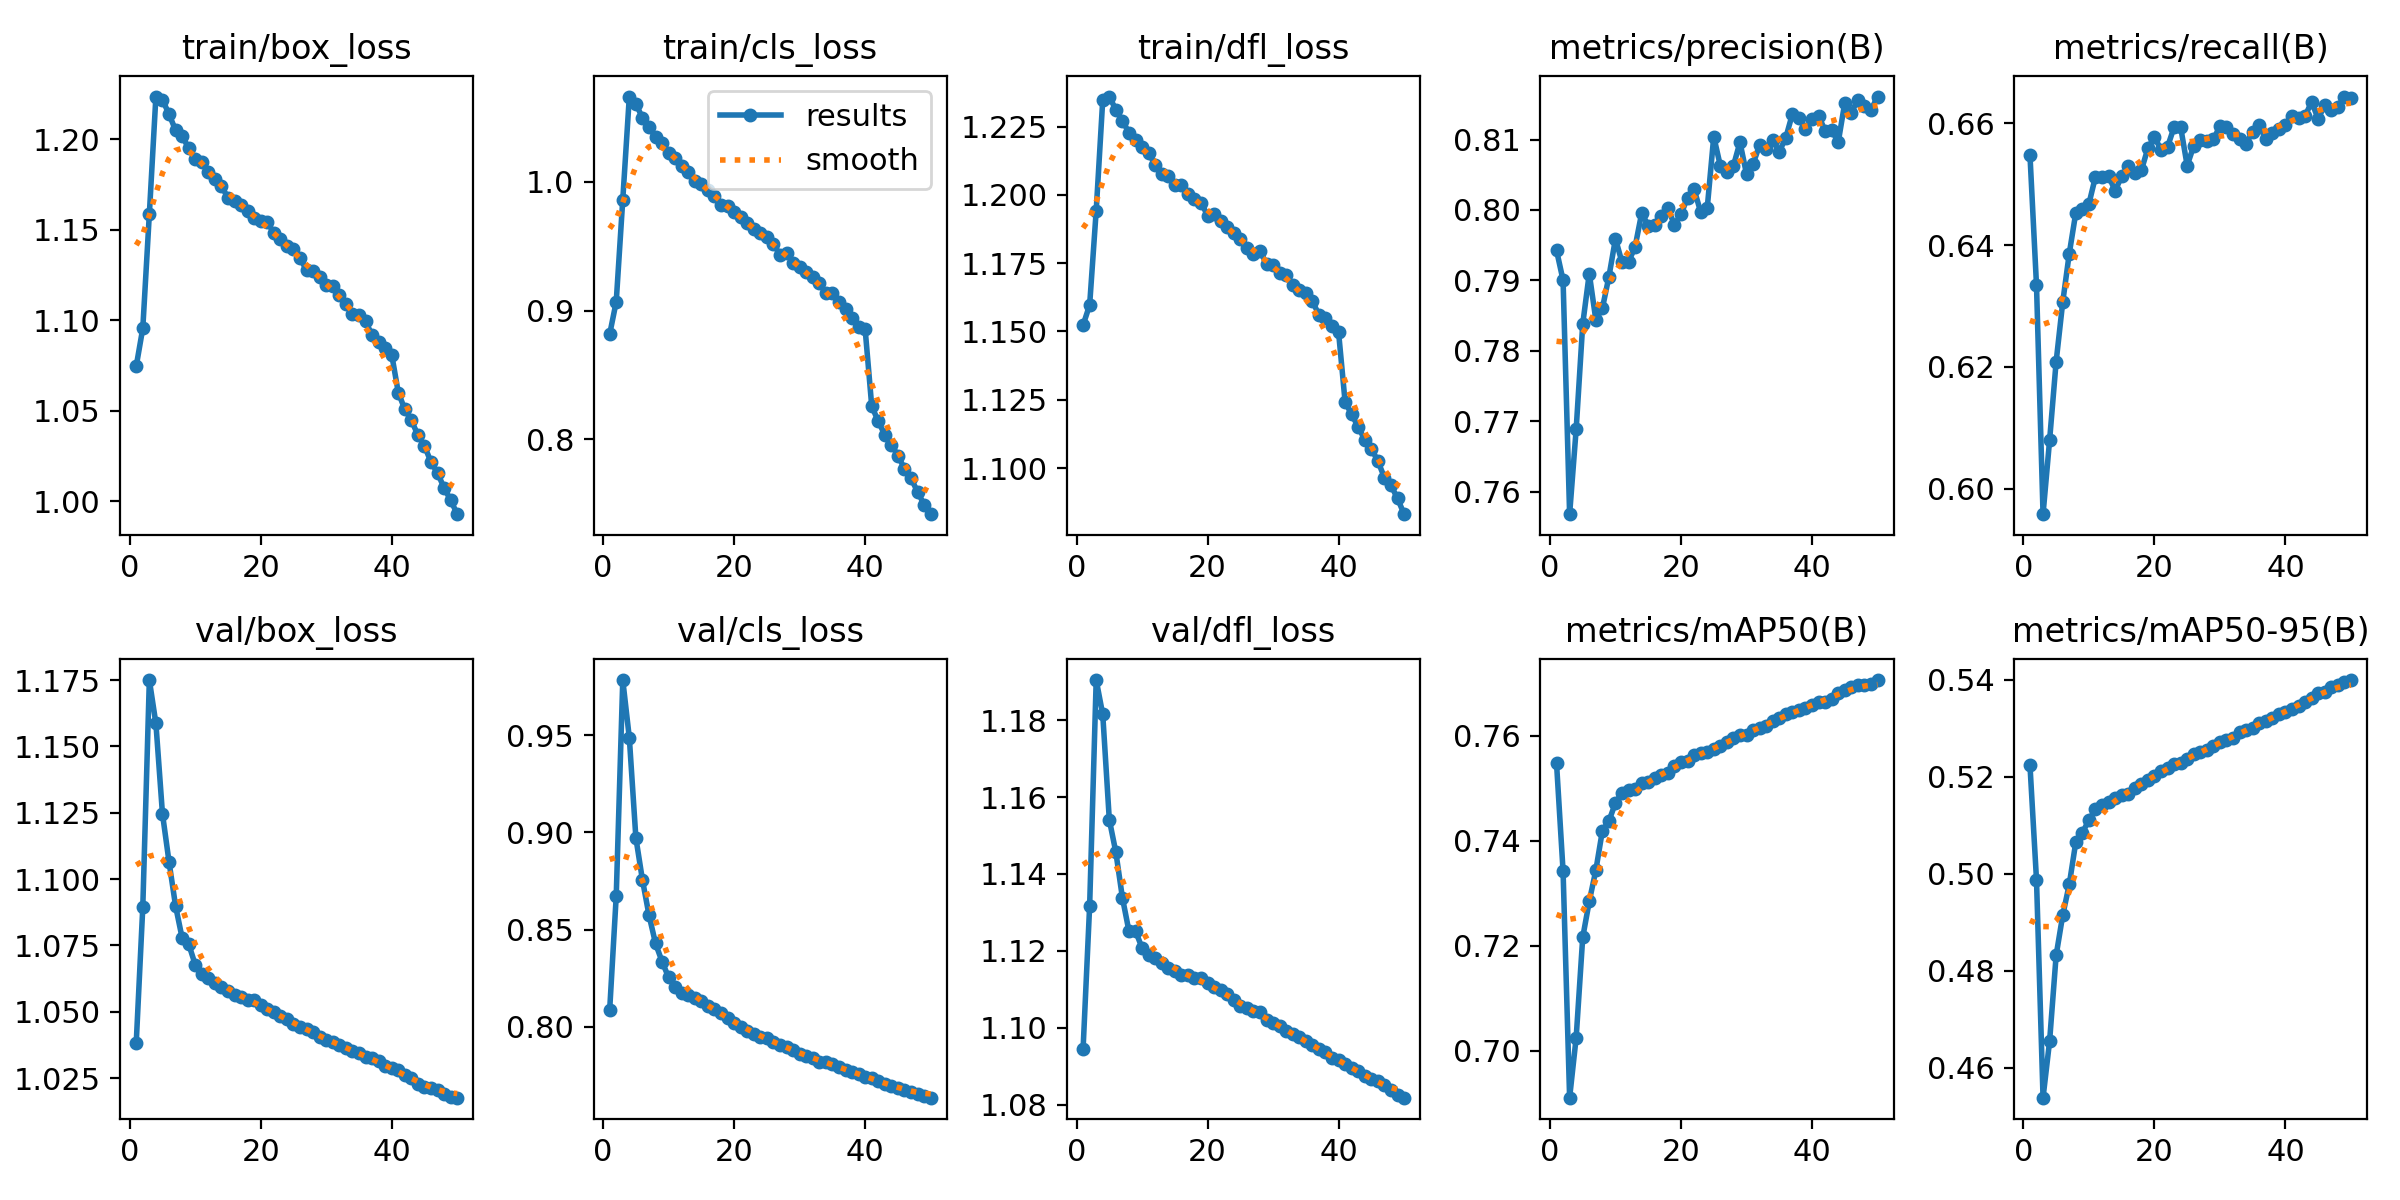 train/box_loss
train/cls_loss
train/dfl_loss
metrics/precision(B)
metrics/recall(B)
1.20
1.15
1.10
1.05
1.00
0 20 40
results
smooth
1.0
0.9
0.8
0 20 40
1.225
1.200
1.175
1.150
1.125
1.100
0 20 40
0.81
0.80
0.79
0.78
0.77
0.76
0 20 40
0.66
0.64
0.62
0.60
0 20 40
val/box_loss
val/cls_loss
val/dfl_loss
metrics/mAP50(B)
metrics/mAP50-95(B)
1.175
1.150
1.125
1.100
1.075
1.050
1.025
0 20 40
0.95
0.90
0.85
0.80
0 20 40
1.18
1.16
1.14
1.12
1.10
1.08
0 20 40
0.76
0.74
0.72
0.70
0 20 40
0.54
0.52
0.50
0.48
0.46
0 20 40